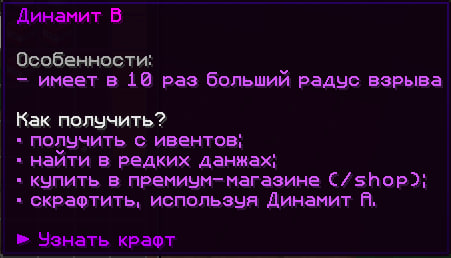 Динамит B
Особенности:
- имеет в 10 раз больший радиус взрыва
Как получить?
• получить с ивентов;
• найти в редких данжах;
• купить в премиум-магазине (/shop);
• скрафтить, используя Динамит A.
► Узнать крафт